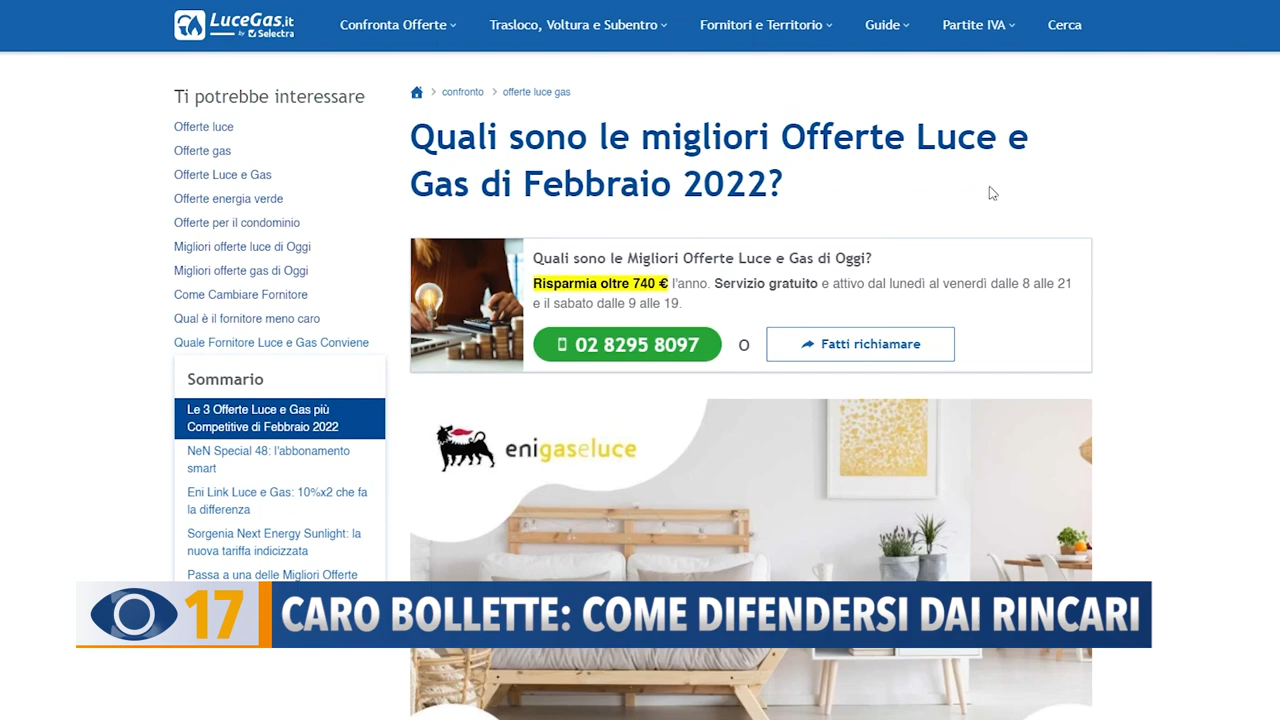 LuceGas.it
by Selectra
Confronta Offerte
Trasloco, Voltura e Subentro
Fornitori e Territorio
Guide
Partite IVA
Cerca
Ti potrebbe interessare
Offerte luce
Offerte gas
Offerte Luce e Gas
Offerte energia verde
Offerte per il condominio
Migliori offerte luce di Oggi
Migliori offerte gas di Oggi
Come Cambiare Fornitore
Qual è il fornitore meno caro
Quale Fornitore Luce e Gas Conviene
Sommario
Le 3 Offerte Luce e Gas più
Competitive di Febbraio 2022
NeN Special 48: l'abbonamento
smart
Eni Link Luce e Gas: 10%x2 che fa
la differenza
Sorgenia Next Energy Sunlight: la
nuova tariffa indicizzata
Passa a una delle Migliori Offerte
confronto
offerte luce gas
Quali sono le migliori Offerte Luce e
Gas di Febbraio 2022?
Quali sono le Migliori Offerte Luce e Gas di Oggi?
Risparmia oltre 740 € l'anno. Servizio gratuito e attivo dal lunedì al venerdì dalle 8 alle 21
e il sabato dalle 9 alle 19.
02 8295 8097
O
Fatti richiamare
enigaseluce
17
CARO BOLLETTE: COME DIFENDERSI DAI RINCARI